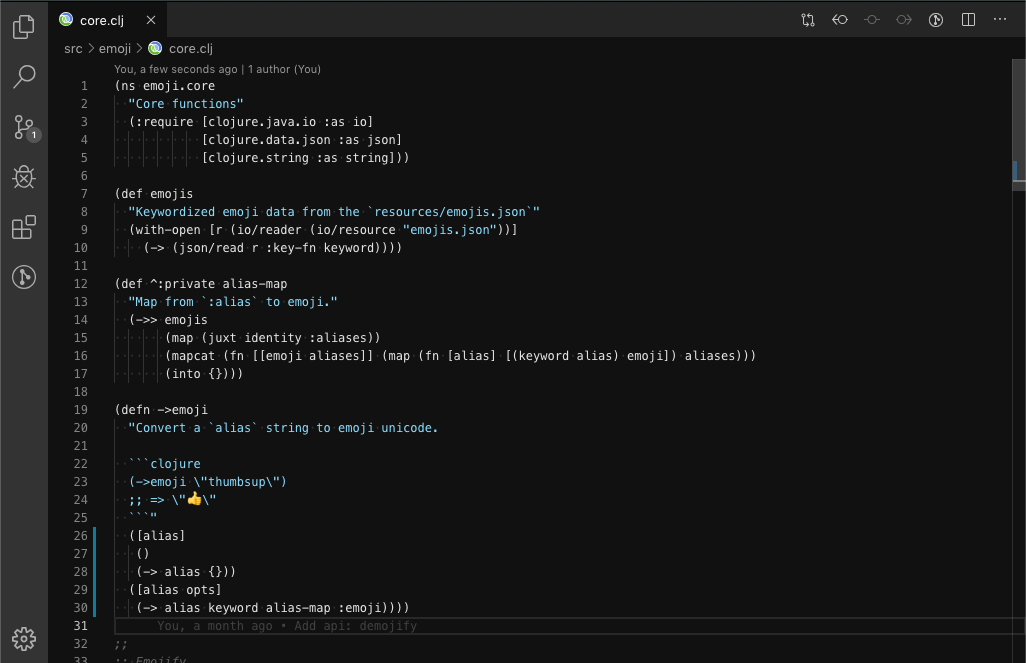 core.clj
src > emoji > core.clj
You, a few seconds ago | 1 author (You)
1 (ns emoji.core
2 "Core functions"
3 (:require [clojure.java.io :as io]
4 [clojure.data.json :as json]
5 [clojure.string :as string]))
6
7 (def emojis
8 "Keywordized emoji data from the `resources/emojis.json`"
9 (with-open [r (io/reader (io/resource "emojis.json"))]
10 (-> (json/read r :key-fn keyword))))
11
12 (def ^:private alias-map
13 "Map from `:alias` to emoji."
14 (->> emojis
15 (map (juxt identity :aliases))
16 (mapcat (fn [[emoji aliases]] (map (fn [alias] [(keyword alias) emoji]) aliases)))
17 (into {})))
18
19 (defn ->emoji
20 "Convert a `alias` string to emoji unicode.
21
22 ```clojure
23 (->emoji \"thumbsup\")
24 ;; => \"👍\"
25 ```"
26 ([alias]
27 ()
28 (-> alias {}))
29 ([alias opts]
30 (-> alias keyword alias-map :emoji))))
31 You, a month ago • Add api: demojify
32 ;;
33 ;; Emojify
1